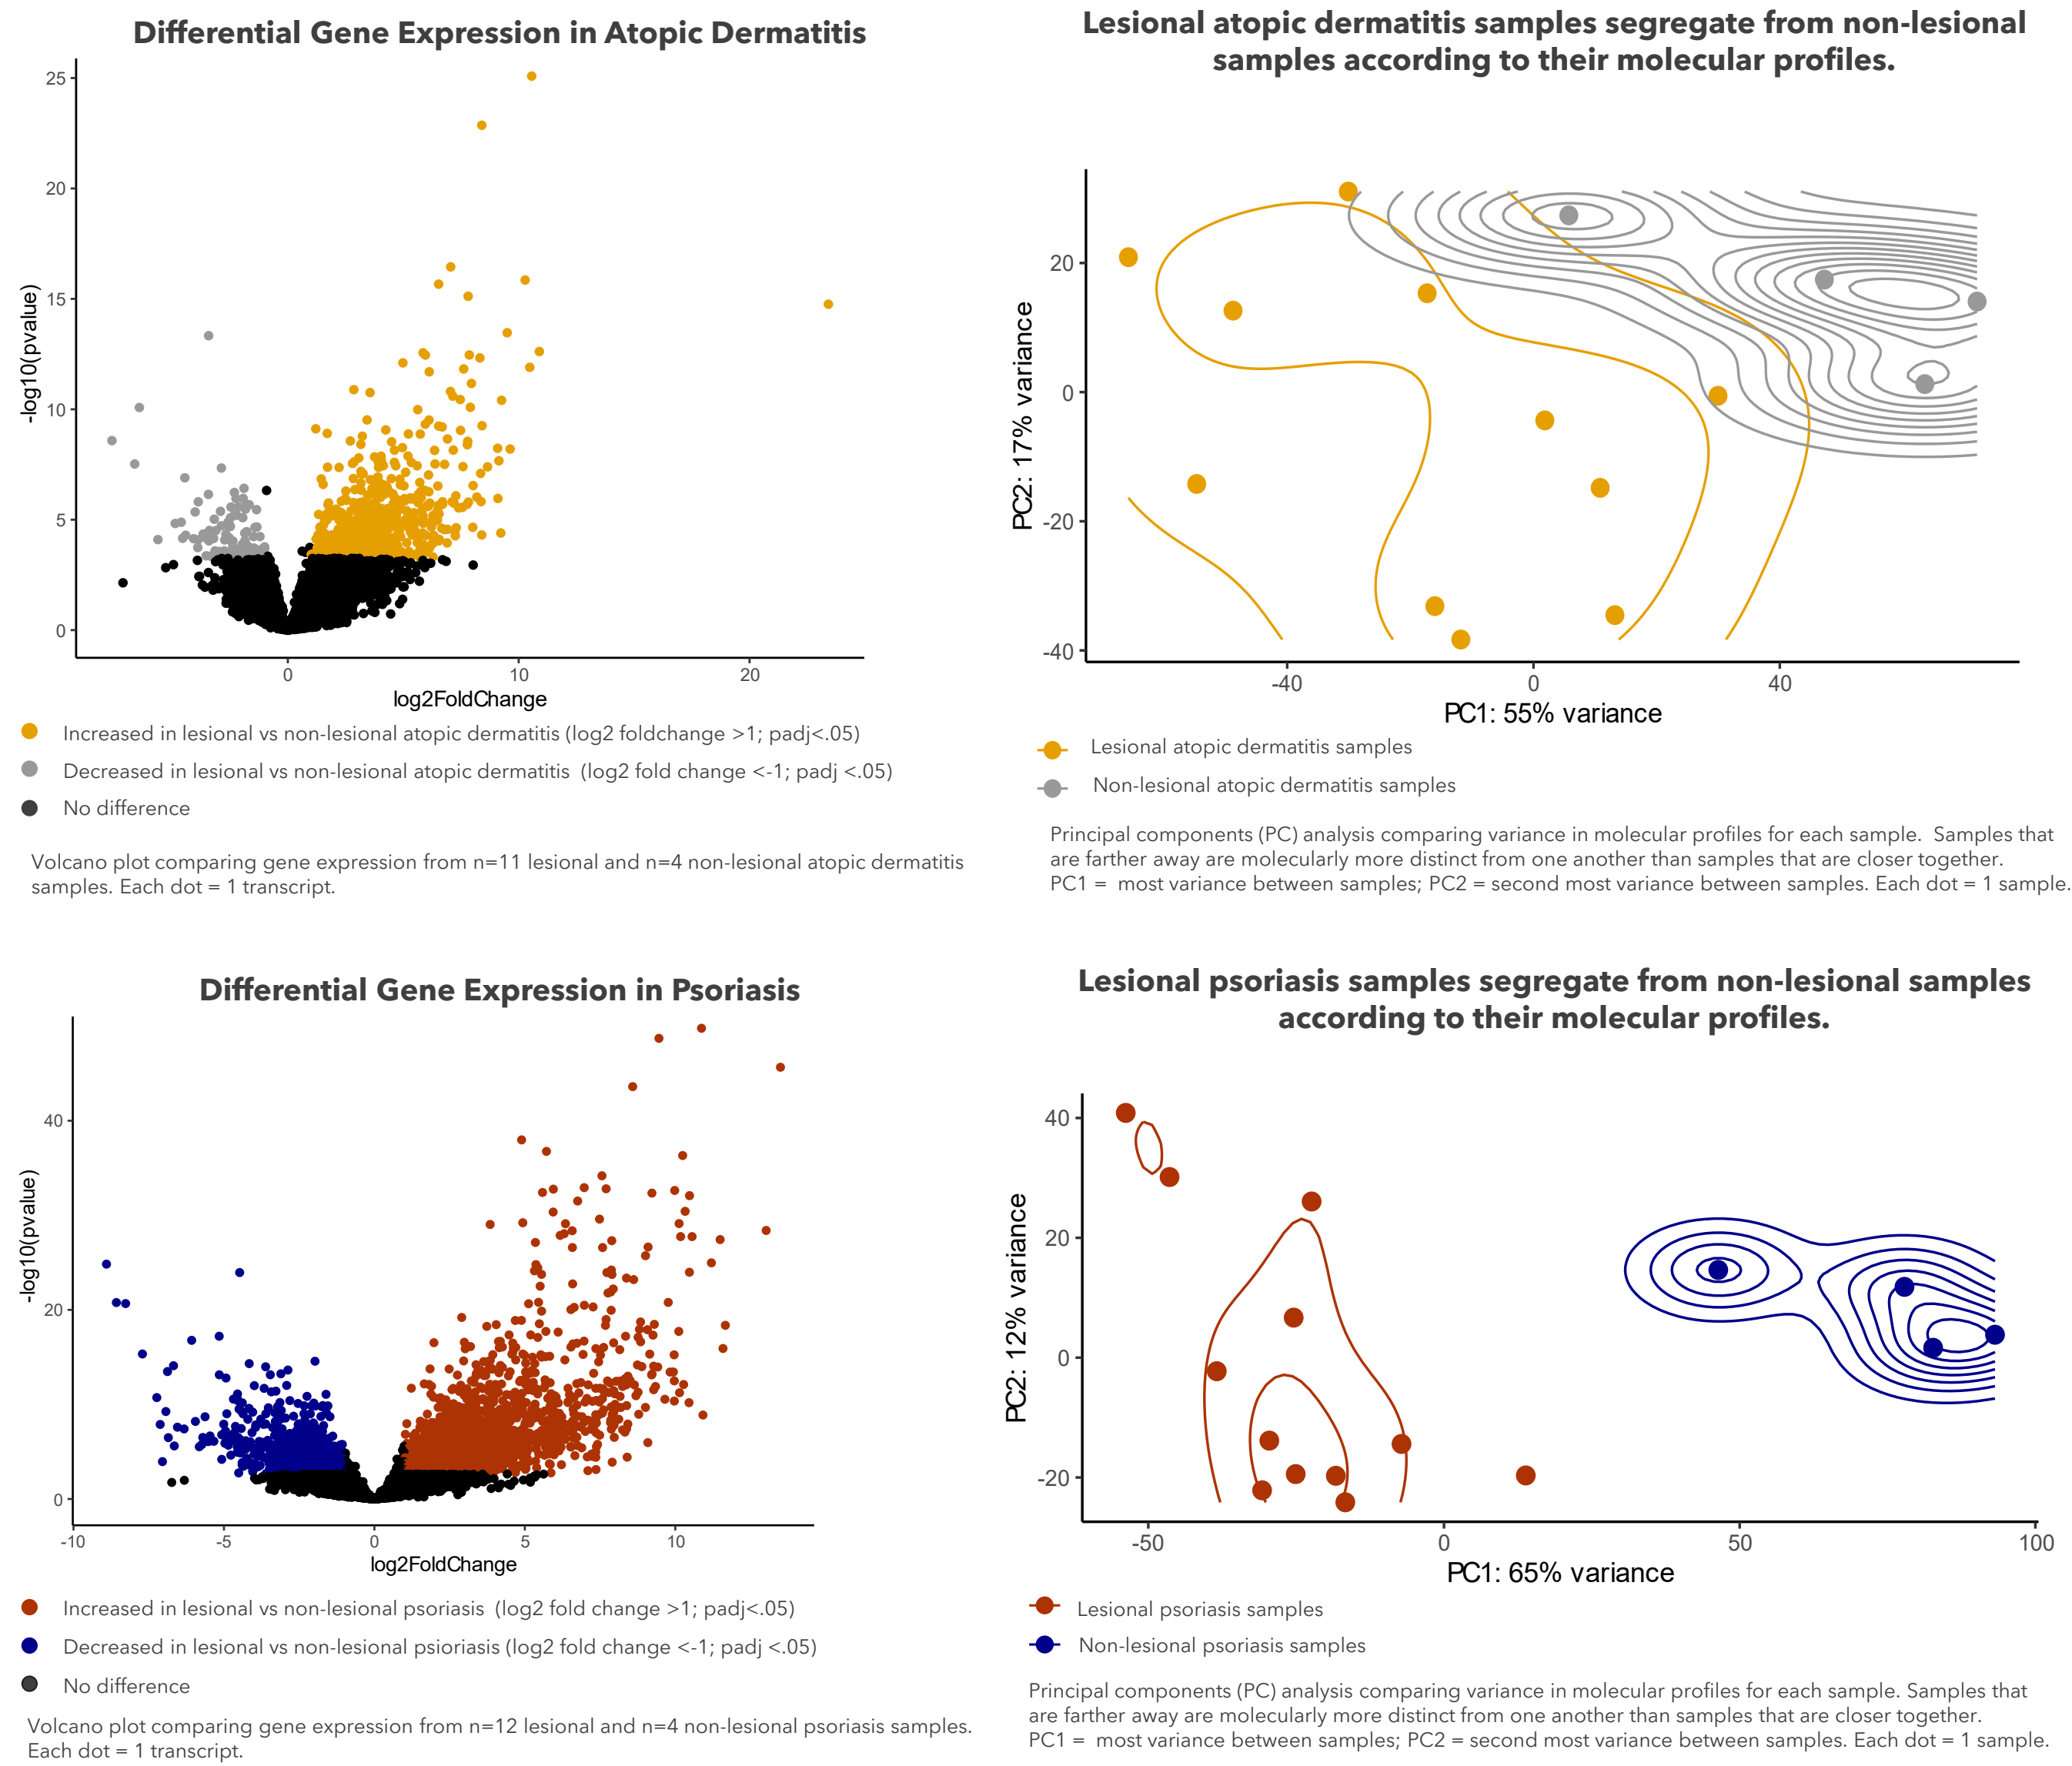 Differential Gene Expression in Atopic Dermatitis
25
20
15
10
5
0
-log10(pvalue)
0
10
20
log2FoldChange
Increased in lesional vs non-lesional atopic dermatitis (log2 foldchange >1; padj<.05)
Decreased in lesional vs non-lesional atopic dermatitis (log2 fold change <-1; padj <.05)
No difference
Volcano plot comparing gene expression from n=11 lesional and n=4 non-lesional atopic dermatitis
samples. Each dot = 1 transcript.
Lesional atopic dermatitis samples segregate from non-lesional
samples according to their molecular profiles.
20
0
-20
-40
PC2: 17% variance
-40
0
40
PC1: 55% variance
Lesional atopic dermatitis samples
Non-lesional atopic dermatitis samples
Principal components (PC) analysis comparing variance in molecular profiles for each sample. Samples that
are farther away are molecularly more distinct from one another than samples that are closer together.
PC1 = most variance between samples; PC2 = second most variance between samples. Each dot = 1 sample.
Differential Gene Expression in Psoriasis
40
20
0
-log10(pvalue)
-10
-5
0
5
10
log2FoldChange
Increased in lesional vs non-lesional psoriasis (log2 fold change >1; padj<.05)
Decreased in lesional vs non-lesional psioriasis (log2 fold change <-1; padj <.05)
No difference
Volcano plot comparing gene expression from n=12 lesional and n=4 non-lesional psoriasis samples.
Each dot = 1 transcript.
Lesional psoriasis samples segregate from non-lesional samples
according to their molecular profiles.
40
20
0
-20
PC2: 12% variance
-50
0
50
100
PC1: 65% variance
Lesional psoriasis samples
Non-lesional psoriasis samples
Principal components (PC) analysis comparing variance in molecular profiles for each sample. Samples that
are farther away are molecularly more distinct from one another than samples that are closer together.
PC1 = most variance between samples; PC2 = second most variance between samples. Each dot = 1 sample.